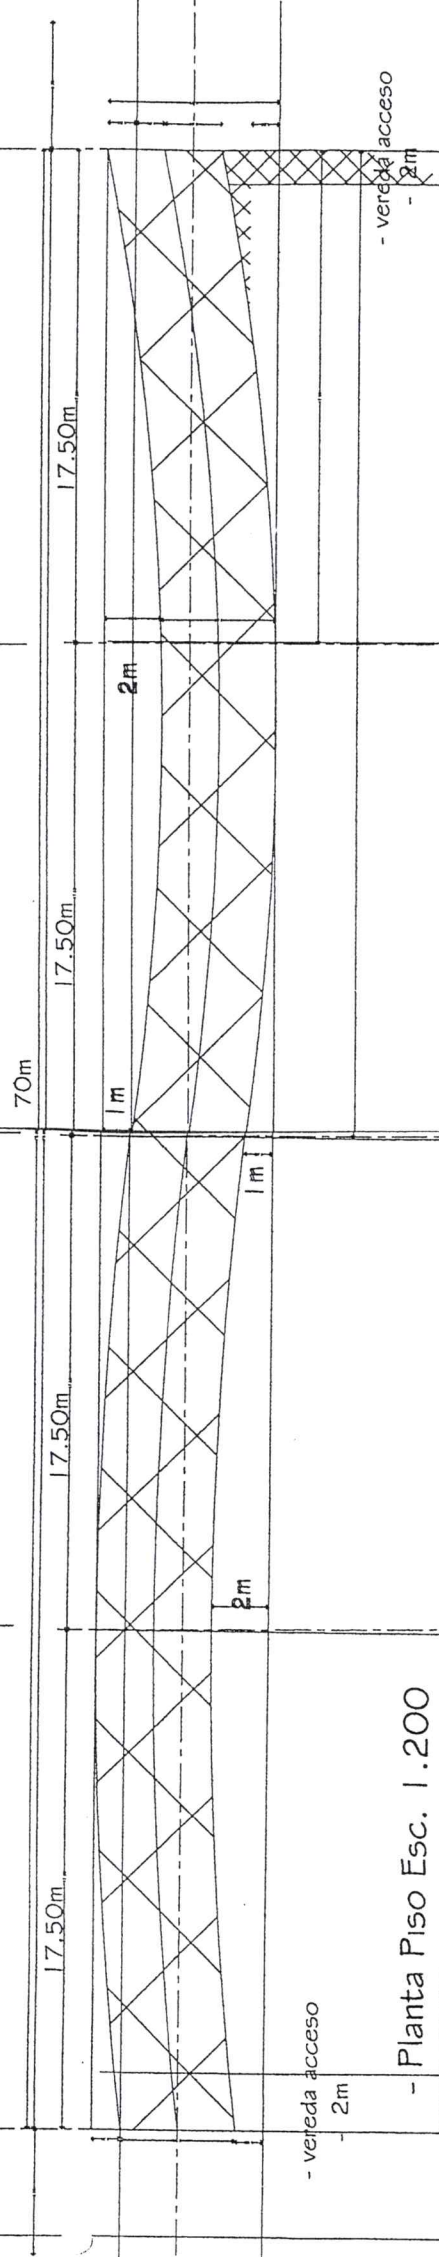 - vereda acceso
- 2m
17.50m
2m
17.50m
70m
1m
1m
17.50m
2m
17.50m
- vereda acceso
- 2m
- Planta Piso Esc. 1.200